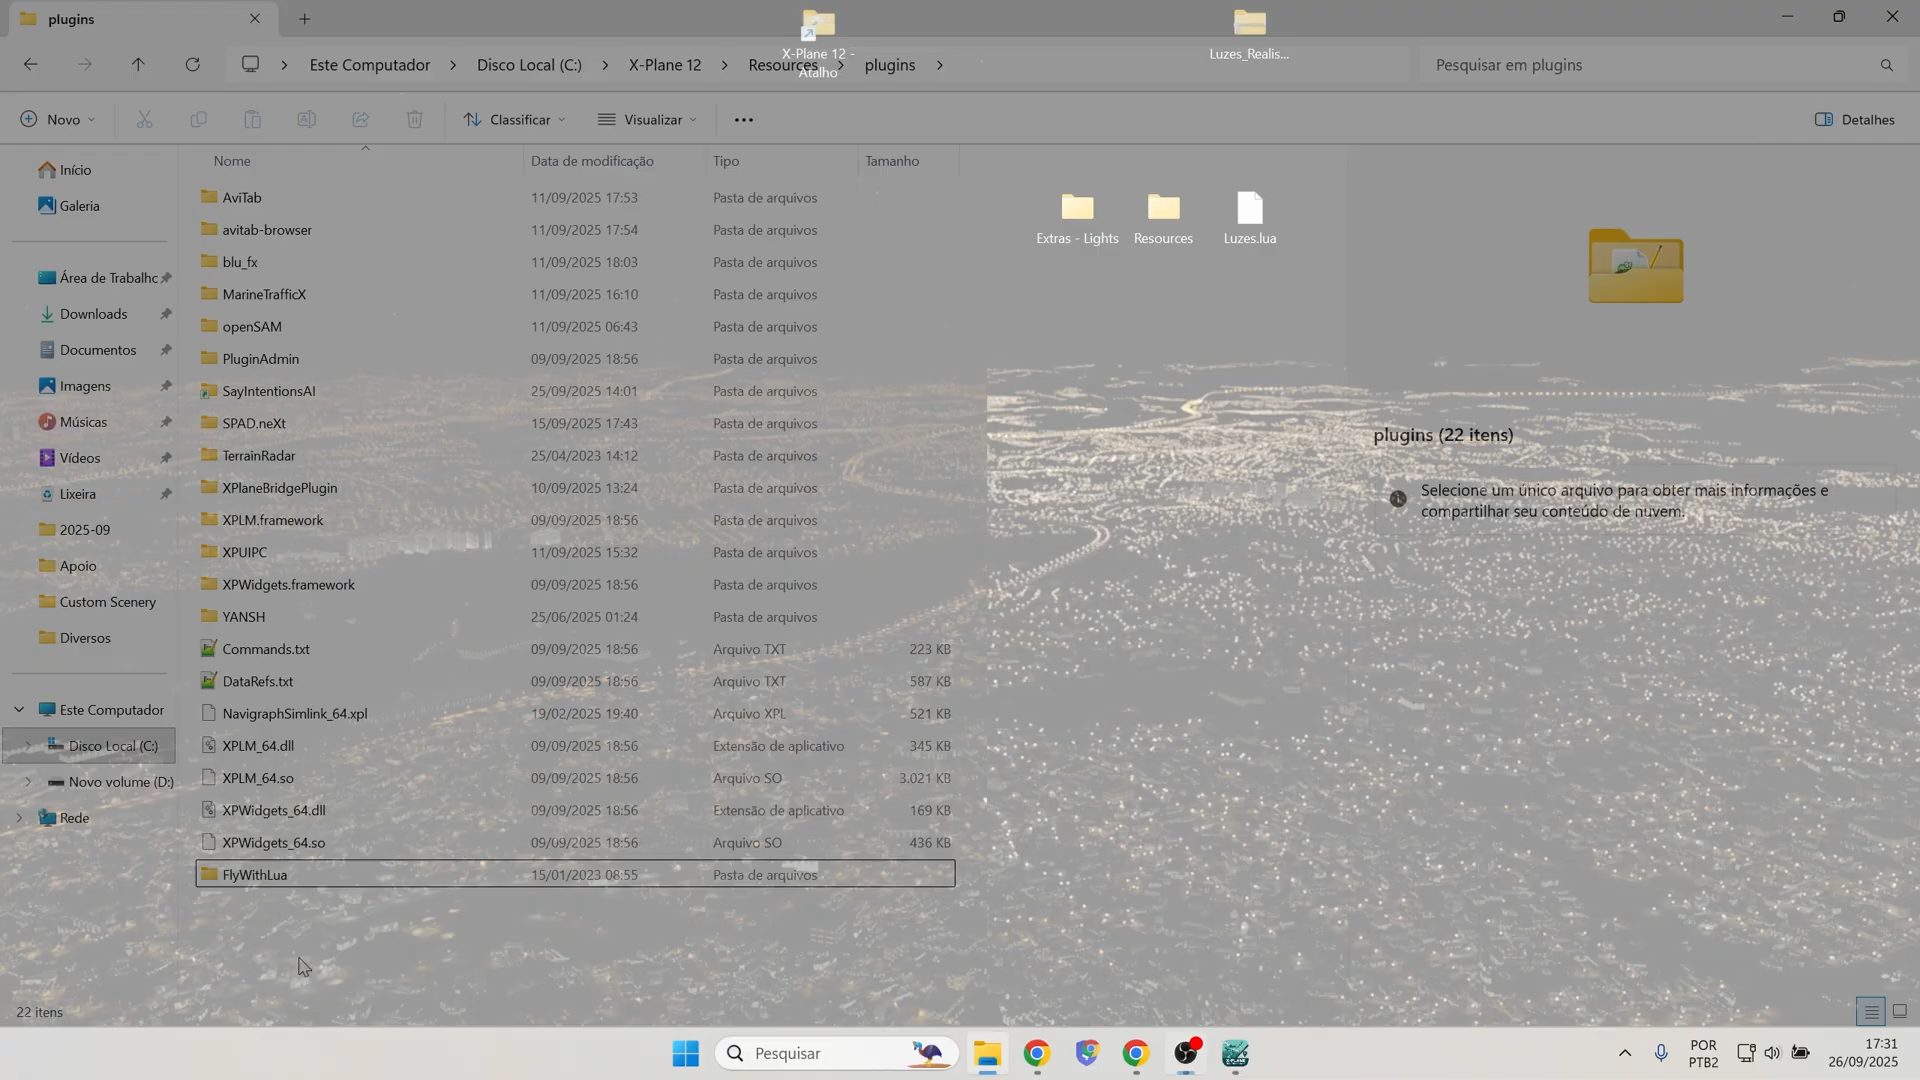 plugins
X-Plane 12 -
Atalho
Luzes_Realis...
Este Computador
Disco Local (C:)
X-Plane 12
Resources
plugins
Pesquisar em plugins
Novo
Classificar
Visualizar
Detalhes
Início
Galeria
Área de Trabalhc
Downloads
Documentos
Imagens
Músicas
Vídeos
Lixeira
2025-09
Apoio
Custom Scenery
Diversos
Este Computador
Disco Local (C:)
Novo volume (D:)
Rede
Nome Data de modificação Tipo Tamanho
AviTab 11/09/2025 17:53 Pasta de arquivos
avitab-browser 11/09/2025 17:54 Pasta de arquivos
blu_fx 11/09/2025 18:03 Pasta de arquivos
MarineTrafficX 11/09/2025 16:10 Pasta de arquivos
openSAM 11/09/2025 06:43 Pasta de arquivos
PluginAdmin 09/09/2025 18:56 Pasta de arquivos
SayIntentionsAI 25/09/2025 14:01 Pasta de arquivos
SPAD.neXt 15/09/2025 17:43 Pasta de arquivos
TerrainRadar 25/04/2023 14:12 Pasta de arquivos
XPlaneBridgePlugin 10/09/2025 13:24 Pasta de arquivos
XPLM.framework 09/09/2025 18:56 Pasta de arquivos
XPUIPC 11/09/2025 15:32 Pasta de arquivos
XPWidgets.framework 09/09/2025 18:56 Pasta de arquivos
YANSH 25/06/2025 01:24 Pasta de arquivos
Commands.txt 09/09/2025 18:56 Arquivo TXT 223 KB
DataRefs.txt 09/09/2025 18:56 Arquivo TXT 587 KB
NavigraphSimlink_64.xpl 19/02/2025 19:40 Arquivo XPL 521 KB
XPLM_64.dll 09/09/2025 18:56 Extensão de aplicativo 345 KB
XPLM_64.so 09/09/2025 18:56 Arquivo SO 3.021 KB
XPWidgets_64.dll 09/09/2025 18:56 Extensão de aplicativo 169 KB
XPWidgets_64.so 09/09/2025 18:56 Arquivo SO 436 KB
FlyWithLua 15/01/2023 08:55 Pasta de arquivos
Extras - Lights
Resources
Luzes.lua
plugins (22 itens)
Selecione um único arquivo para obter mais informações e
compartilhar seu conteúdo de nuvem.
22 itens
Pesquisar
POR
PTB2
17:31
26/09/2025